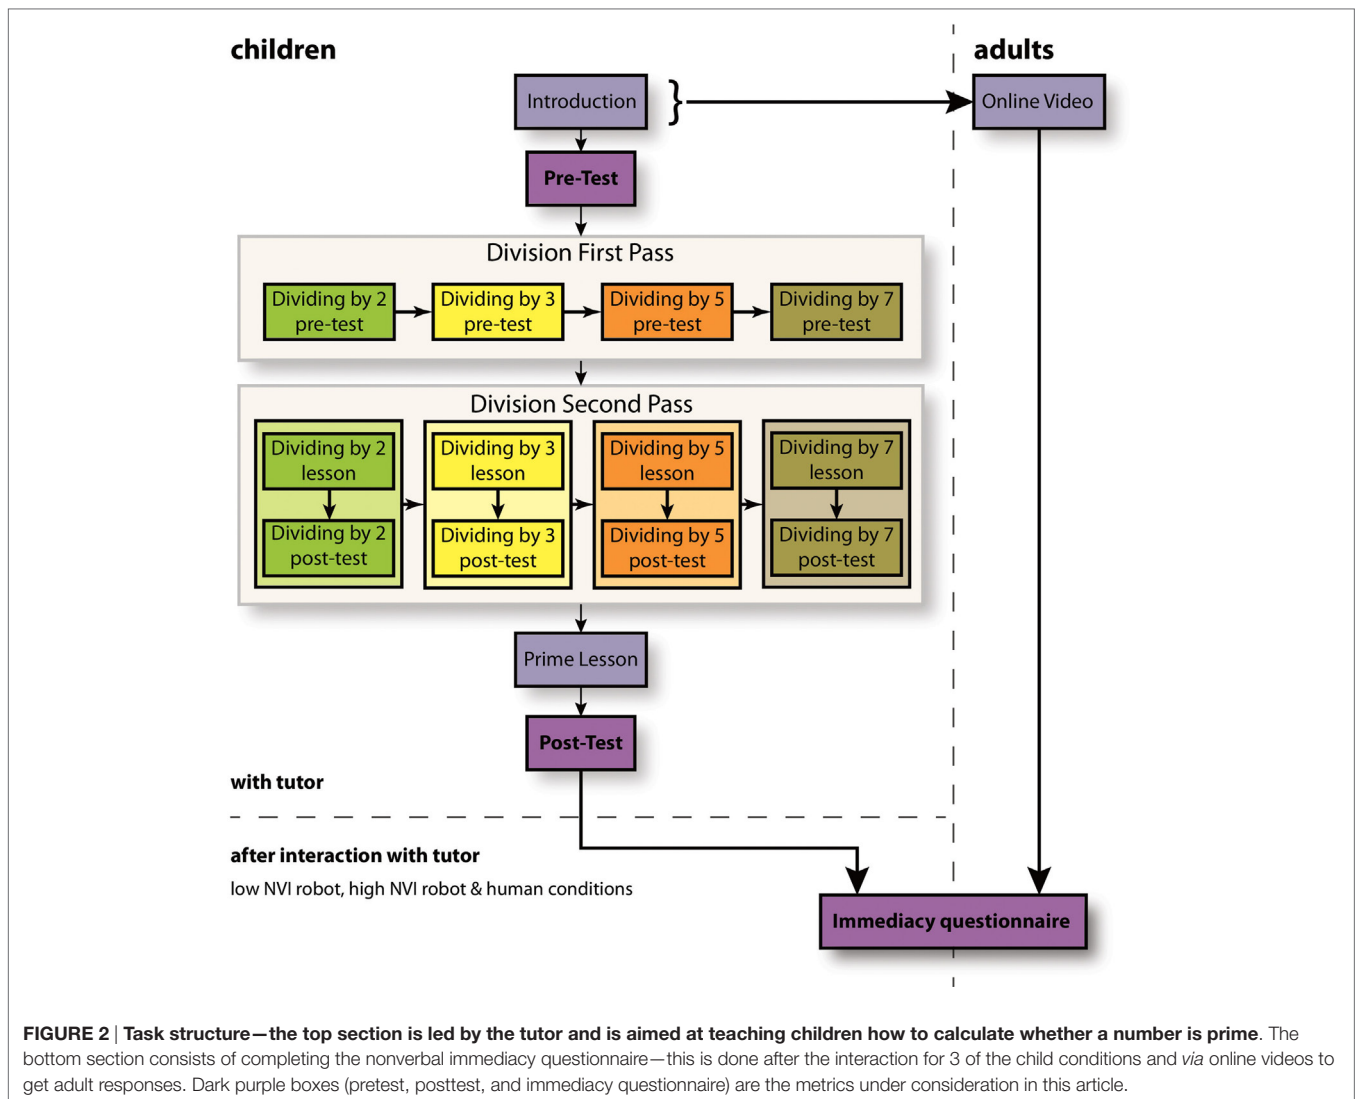 children
adults
Introduction
}
Online Video
Pre-Test
Division First Pass
Dividing by 2
pre-test
Dividing by 3
pre-test
Dividing by 5
pre-test
Dividing by 7
pre-test
Division Second Pass
Dividing by 2
lesson
Dividing by 3
lesson
Dividing by 5
lesson
Dividing by 7
lesson
Dividing by 2
post-test
Dividing by 3
post-test
Dividing by 5
post-test
Dividing by 7
post-test
Prime Lesson
Post-Test
with tutor
after interaction with tutor
low NVI robot, high NVI robot & human conditions
Immediacy questionnaire
FIGURE 2 | Task structure—the top section is led by the tutor and is aimed at teaching children how to calculate whether a number is prime. The
bottom section consists of completing the nonverbal immediacy questionnaire—this is done after the interaction for 3 of the child conditions and via online videos to
get adult responses. Dark purple boxes (pretest, posttest, and immediacy questionnaire) are the metrics under consideration in this article.